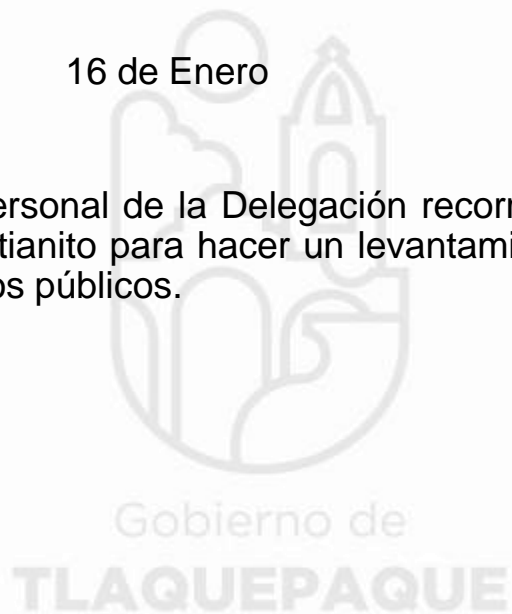 16 de Enero
ersonal de la Delegación recorr
tianito para hacer un levantami
os públicos.
Gobierno de
TLAQUEPAQUE